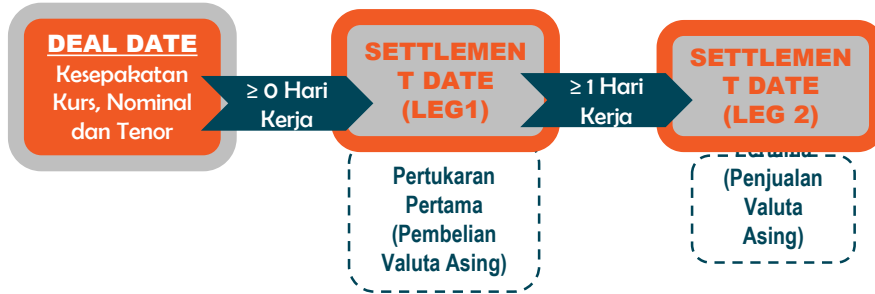 DEAL DATE
Kesepakatan
Kurs, Nominal
dan Tenor
≥ 0 Hari
Kerja
SETTLEMEN
T DATE
(LEG1)
≥ 1 Hari
Kerja
SETTLEMEN
T DATE
(LEG 2)
Pertukaran
Pertama
(Pembelian
Valuta Asing)
(Penjualan
Valuta
Asing)